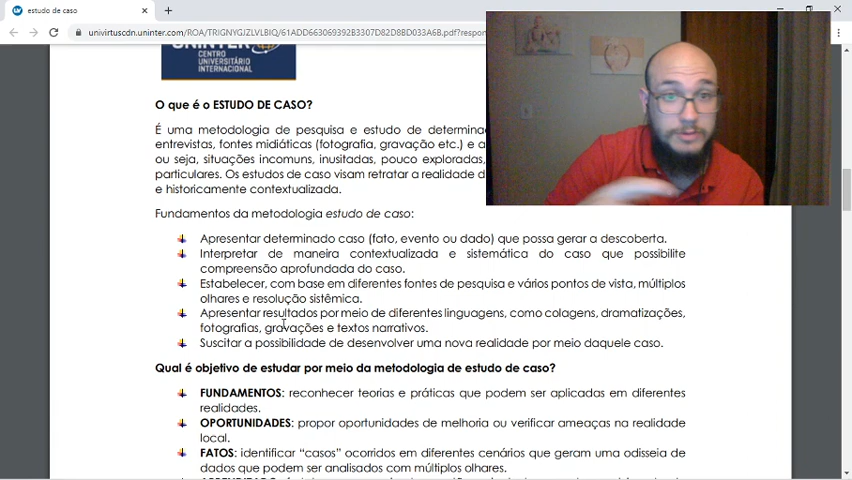 estudo de caso
univirtuscdn.uninter.com/ROA/TRIGNYGJZLVLBIQ/61ADD663069392B3307D82D8BD033A6B.pdf?respon
UNINTER
CENTRO
UNIVERSITÁRIO
INTERNACIONAL
O que é o ESTUDO DE CASO?
É uma metodologia de pesquisa e estudo de determina
entrevistas, fontes midiáticas (fotografia, gravação etc.) e a
ou seja, situações incomuns, inusitadas, pouco exploradas,
particulares. Os estudos de caso visam retratar a realidade d
e historicamente contextualizada.
Fundamentos da metodologia estudo de caso:
Apresentar determinado caso (fato, evento ou dado) que possa gerar a descoberta.
Interpretar de maneira contextualizada e sistemática do caso que possibilite
compreensão aprofundada do caso.
Estabelecer, com base em diferentes fontes de pesquisa e vários pontos de vista, múltiplos
olhares e resolução sistêmica.
Apresentar resultados por meio de diferentes linguagens, como colagens, dramatizações,
fotografias, gravações e textos narrativos.
Suscitar a possibilidade de desenvolver uma nova realidade por meio daquele caso.
Qual é objetivo de estudar por meio da metodologia de estudo de caso?
FUNDAMENTOS: reconhecer teorias e práticas que podem ser aplicadas em diferentes
realidades.
OPORTUNIDADES: propor oportunidades de melhoria ou verificar ameaças na realidade
local.
FATOS: identificar “casos” ocorridos em diferentes cenários que geram uma odisseia de
dados que podem ser analisados com múltiplos olhares.